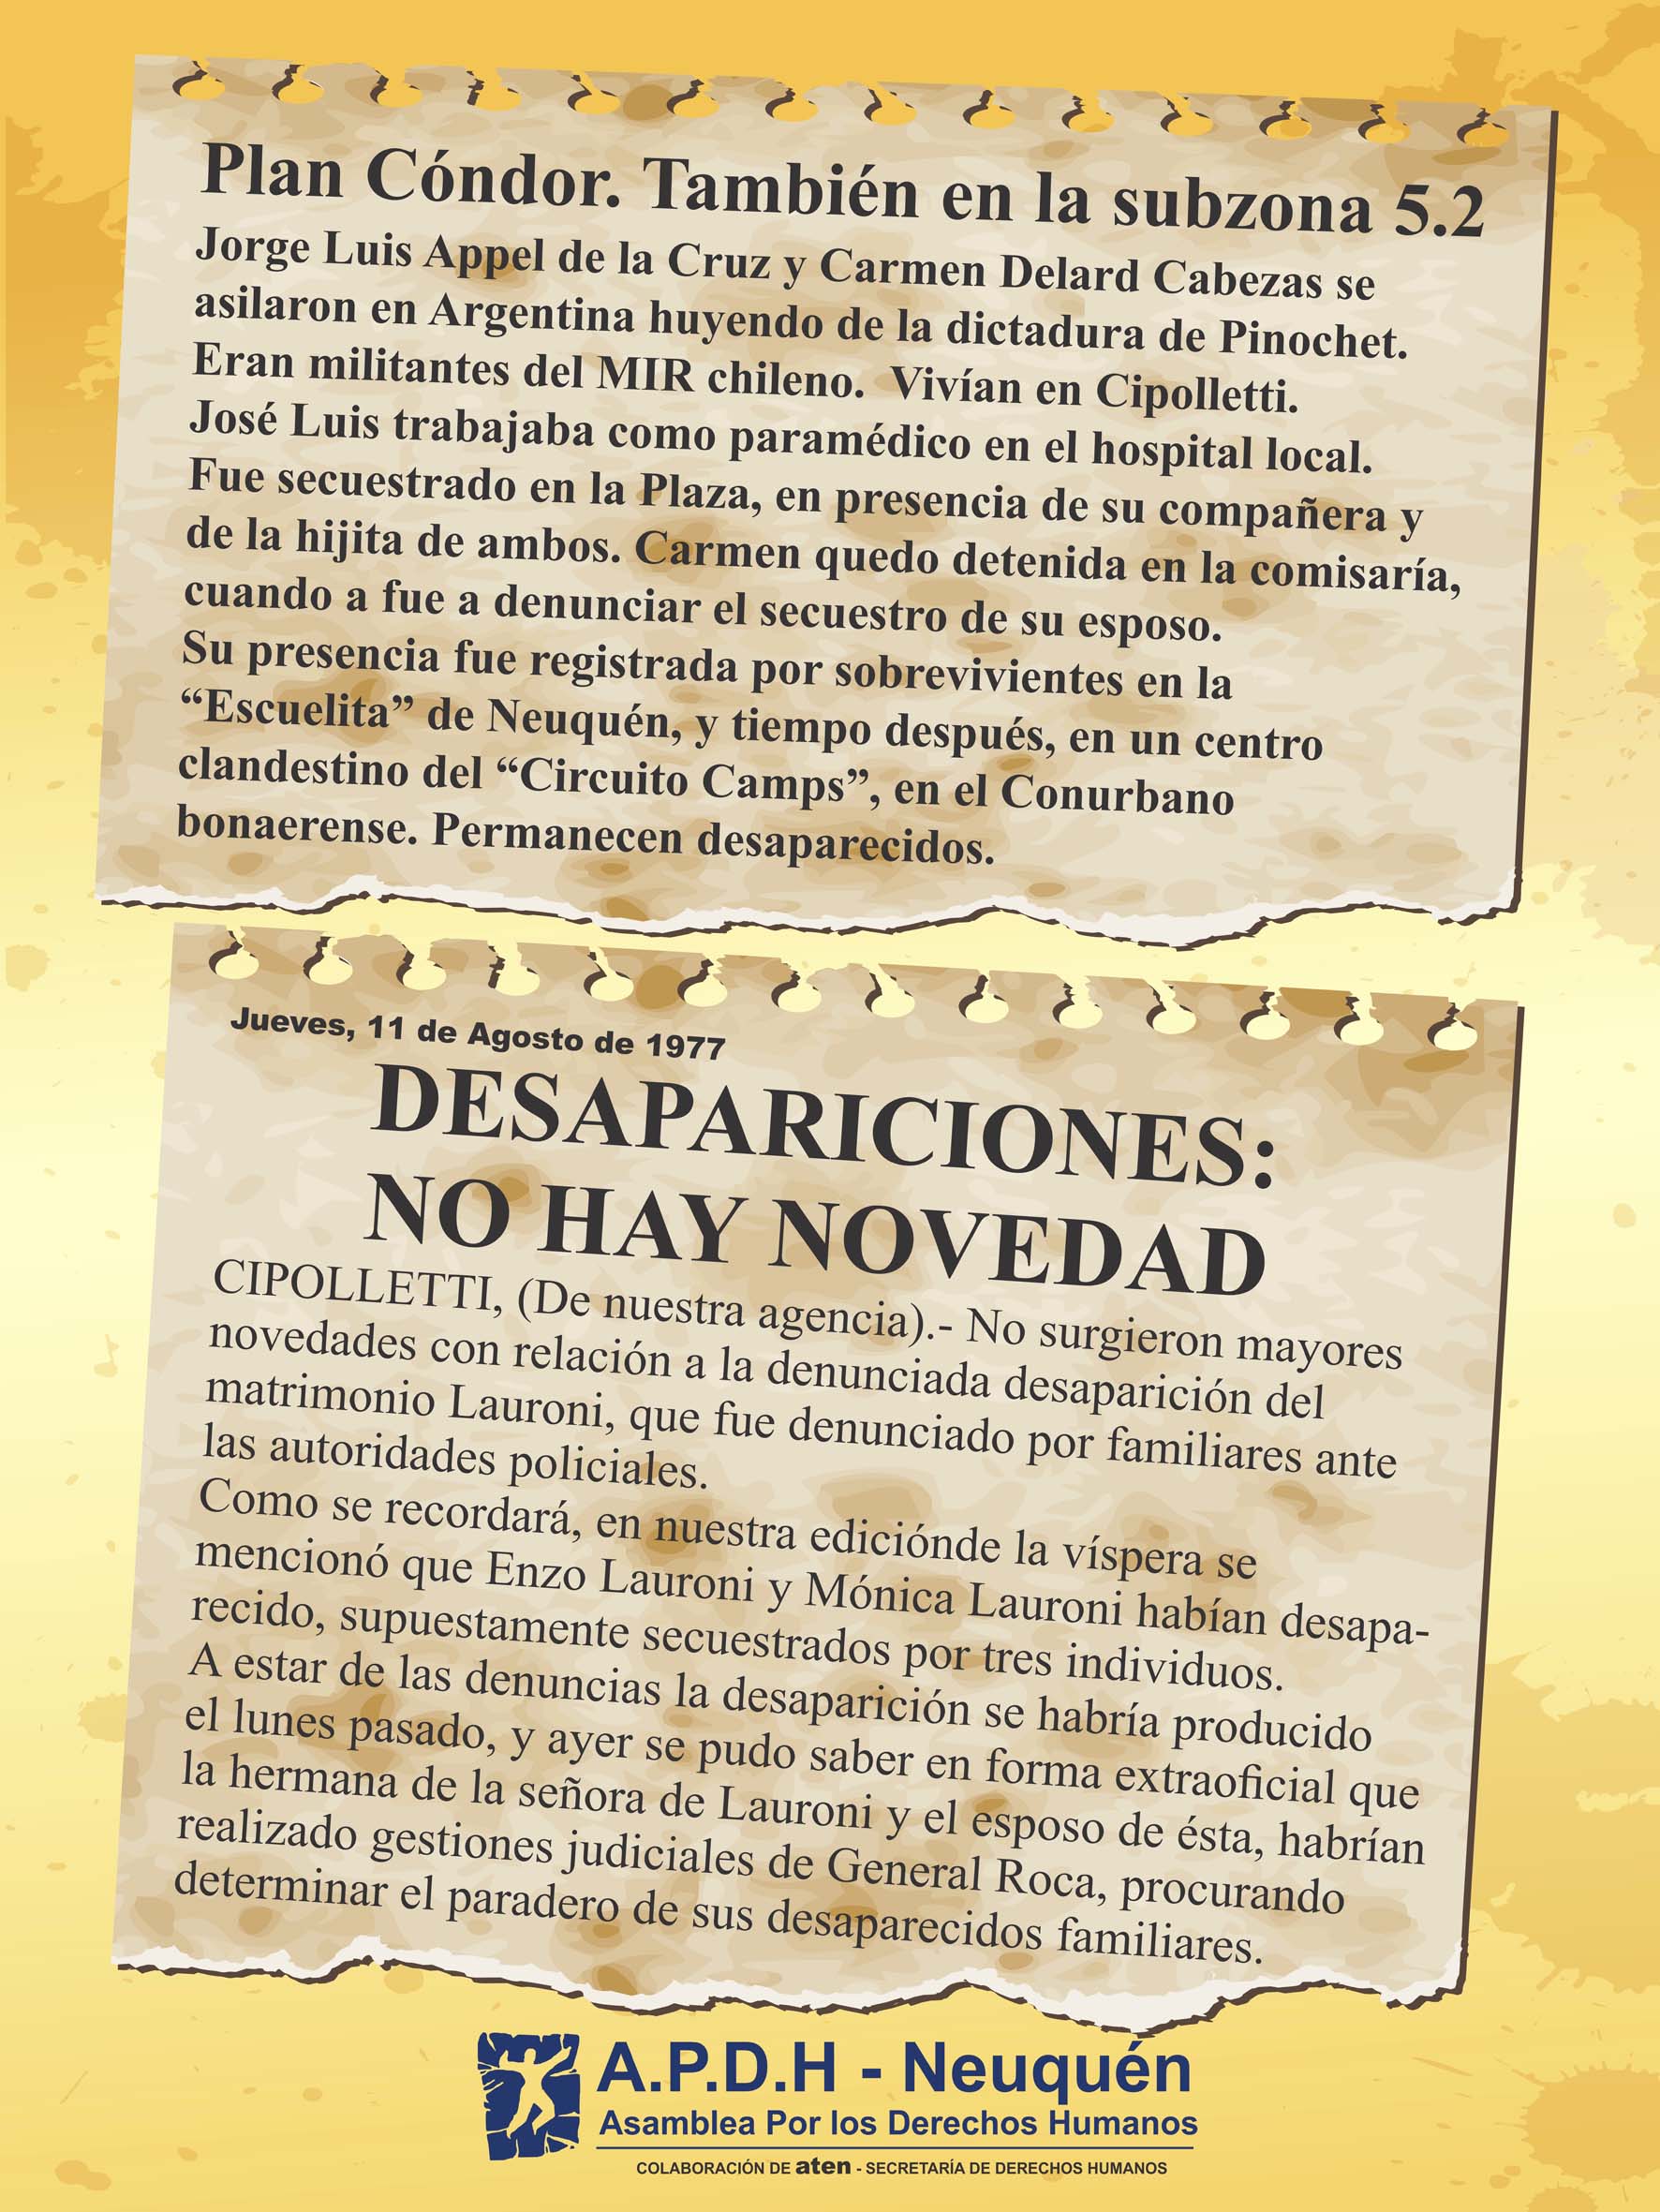 Plan Cóndor. También en la subzona 5.2
Jorge Luis Appel de la Cruz y Carmen Delard Cabezas se
asilaron en Argentina huyendo de la dictadura de Pinochet.
Eran militantes del MIR chileno.  Vivían en Cipolletti.
José Luis trabajaba como paramédico en el hospital local.
Fue secuestrado en la Plaza, en presencia de su compañera y
de la hijita de ambos. Carmen quedo detenida en la comisaría,
cuando a fue a denunciar el secuestro de su esposo.
Su presencia fue registrada por sobrevivientes en la
“Escuelita” de Neuquén, y tiempo después, en un centro
clandestino del “Circuito Camps”, en el Conurbano
bonaerense. Permanecen desaparecidos.
Jueves, 11 de Agosto de 1977
DESAPARICIONES:
NO HAY NOVEDAD
CIPOLLETTI, (De nuestra agencia).- No surgieron mayores
novedades con relación a la denunciada desaparición del
matrimonio Lauroni, que fue denunciado por familiares ante
las autoridades policiales.
Como se recordará, en nuestra ediciónde la víspera se
mencionó que Enzo Lauroni y Mónica Lauroni habían desapa-
recido, supuestamente secuestrados por tres individuos.
A estar de las denuncias la desaparición se habría producido
el lunes pasado, y ayer se pudo saber en forma extraoficial que
la hermana de la señora de Lauroni y el esposo de ésta, habrían
realizado gestiones judiciales de General Roca, procurando
determinar el paradero de sus desaparecidos familiares.
A.P.D.H - Neuquén
Asamblea Por los Derechos Humanos
COLABORACIÓN DE aten - SECRETARÍA DE DERECHOS HUMANOS